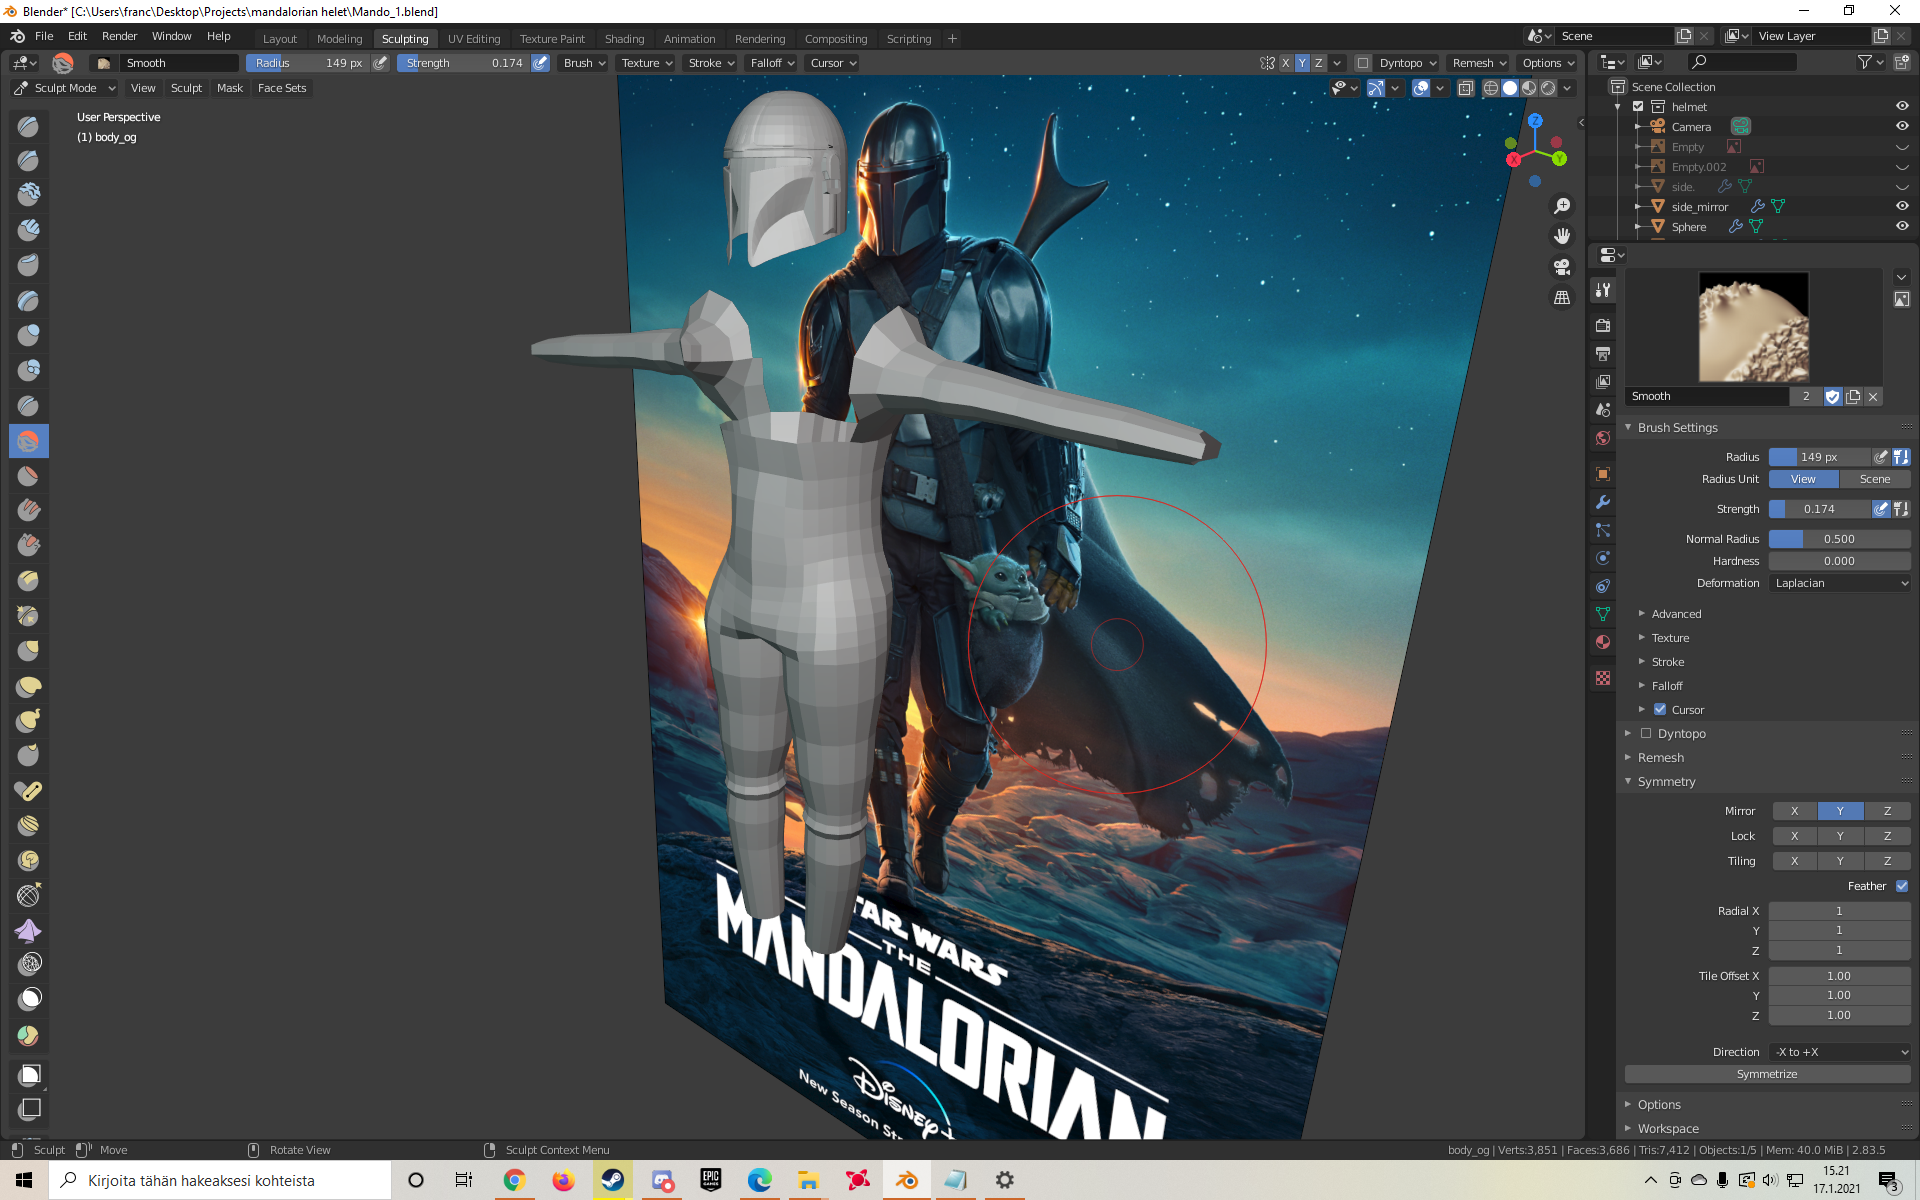 Blender* [C:\Users\franc\Desktop\Projects\mandalorian helet\Mando_1.blend]
File Edit Render Window Help Layout Modeling Sculpting UV Editing Texture Paint Shading Animation Rendering Compositing Scripting + Scene View Layer
Smooth Radius 149 px Strength 0.174 Brush Texture Stroke Falloff Cursor X Y Z Dyntopo Remesh Options
Sculpt Mode View Sculpt Mask Face Sets
User Perspective
(1) body_og
Z
X
Y
STAR WARS
THE
MANDALORIAN
Disney+
New Season Str
Scene Collection
helmet
Camera
Empty
Empty.002
side.
side_mirror
Sphere
Smooth 2
Brush Settings
Radius 149 px
Radius Unit View Scene
Strength 0.174
Normal Radius 0.500
Hardness 0.000
Deformation Laplacian
Advanced
Texture
Stroke
Falloff
Cursor
Dyntopo
Remesh
Symmetry
Mirror X Y Z
Lock X Y Z
Tiling X Y Z
Feather
Radial X 1
Y 1
Z 1
Tile Offset X 1.00
Y 1.00
Z 1.00
Direction -X to +X
Symmetrize
Options
Workspace
Sculpt Move Rotate View Sculpt Context Menu body_og | Verts:3,851 | Faces:3,686 | Tris:7,412 | Objects:1/5 | Mem: 40.0 MiB | 2.83.5
Kirjoita tähän hakeaksesi kohteista
EPIC
GAMES
15.21
17.1.2021
3